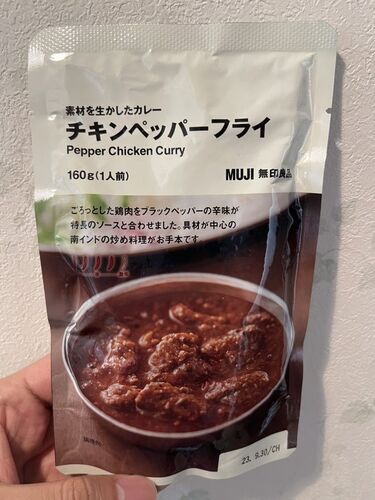 素材を生かしたカレー
チキンペッパーフライ
Pepper Chicken Curry
160g(1人前)
MUJI 無印良品
ごろっとした鶏肉をブラックペッパーの辛味が
特長のソースと合わせました。具材が中心の
南インドの炒め料理がお手本です
辛口
23. 9.30/CH